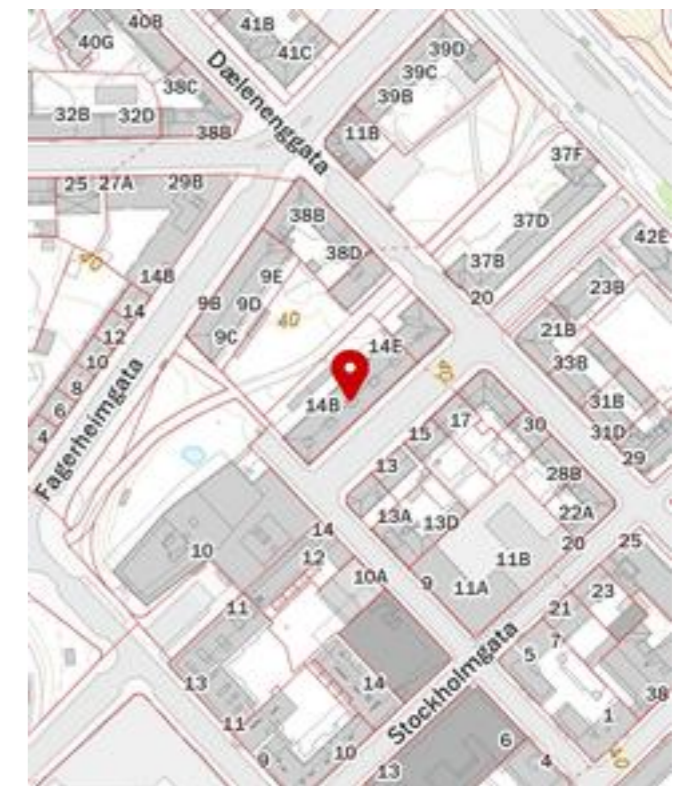 40B
41B
40G
41C
39D
Dælenenggata
39C
38C
39B
32B
32D
38B
11B
37F
25
27A
29B
38B
37D
42E
38D
37B
14B
9E
20
23B
9B
9D
14
40
21B
12
9C
14E
33B
10
8
14B
31B
6
17
30
15
31D
4
29
Fagerheimgata
13
28B
13A
13D
22A
14
20
25
10
12
11B
10A
9
11A
23
11
21
7
5
13
14
Stockholmgata
38
11
1
10
6
9
4
13